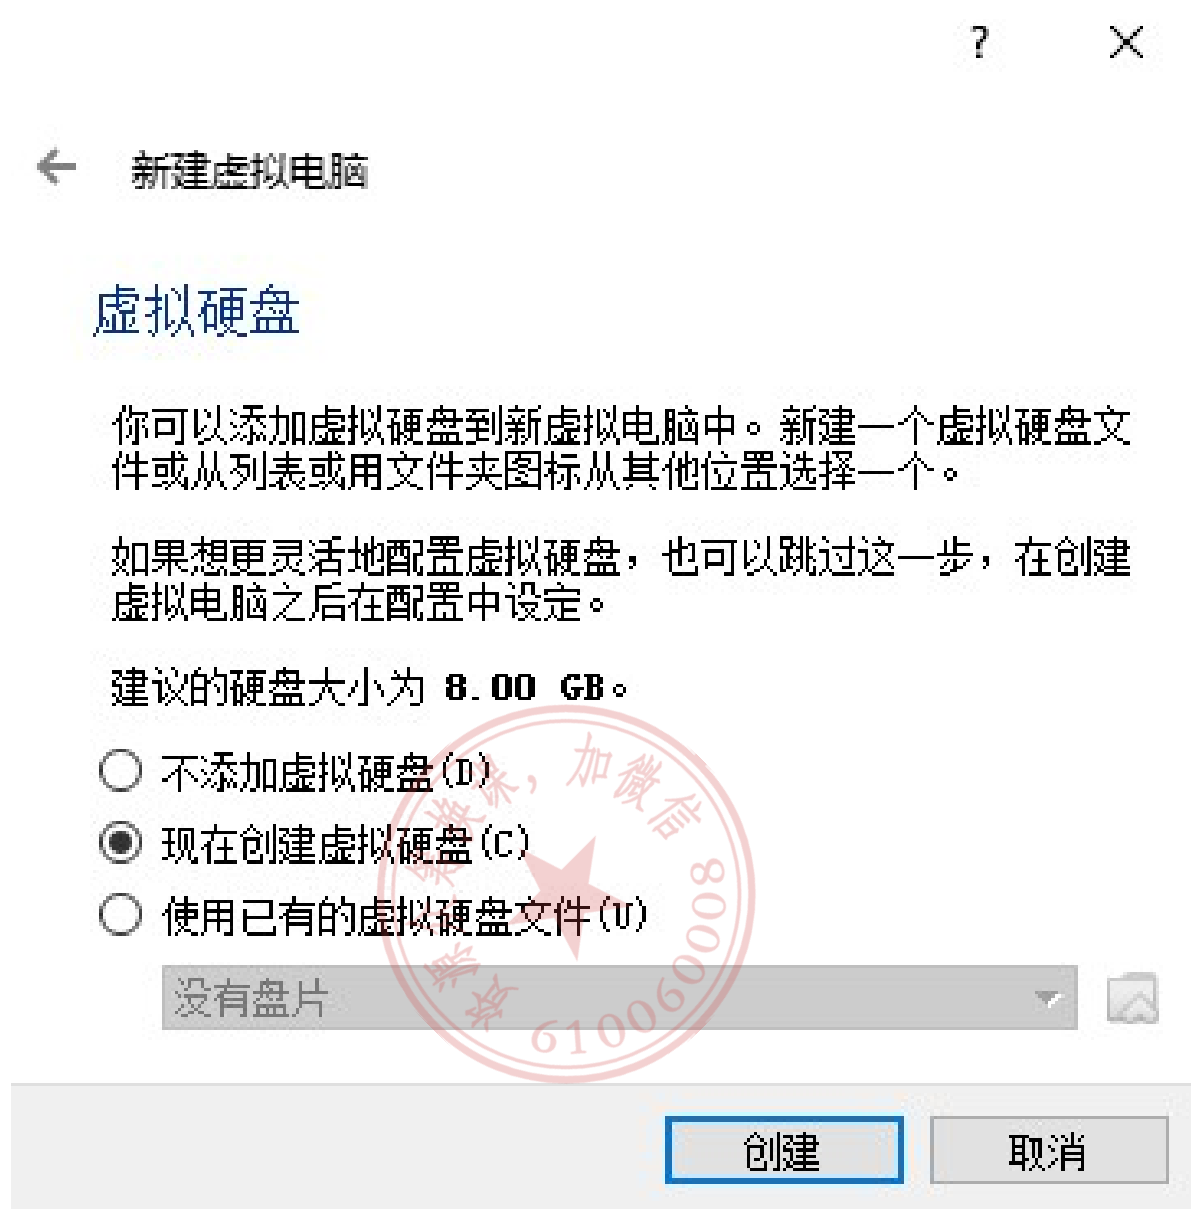 ?
新建虚拟电脑
虚拟硬盘
你可以添加虚拟硬盘到新虚拟电脑中。新建一个虚拟硬盘文
件或从列表或用文件夹图标从其他位置选择一个。
如果想更灵活地配置虚拟硬盘，也可以跳过这一步，在创建
虚拟电脑之后在配置中设定。
建议的硬盘大小为 8.00 GB。
不添加虚拟硬盘(D)
现在创建虚拟硬盘(C)
使用已有的虚拟硬盘文件(U)
没有盘片
换课，加微信
610060008
创建
取消